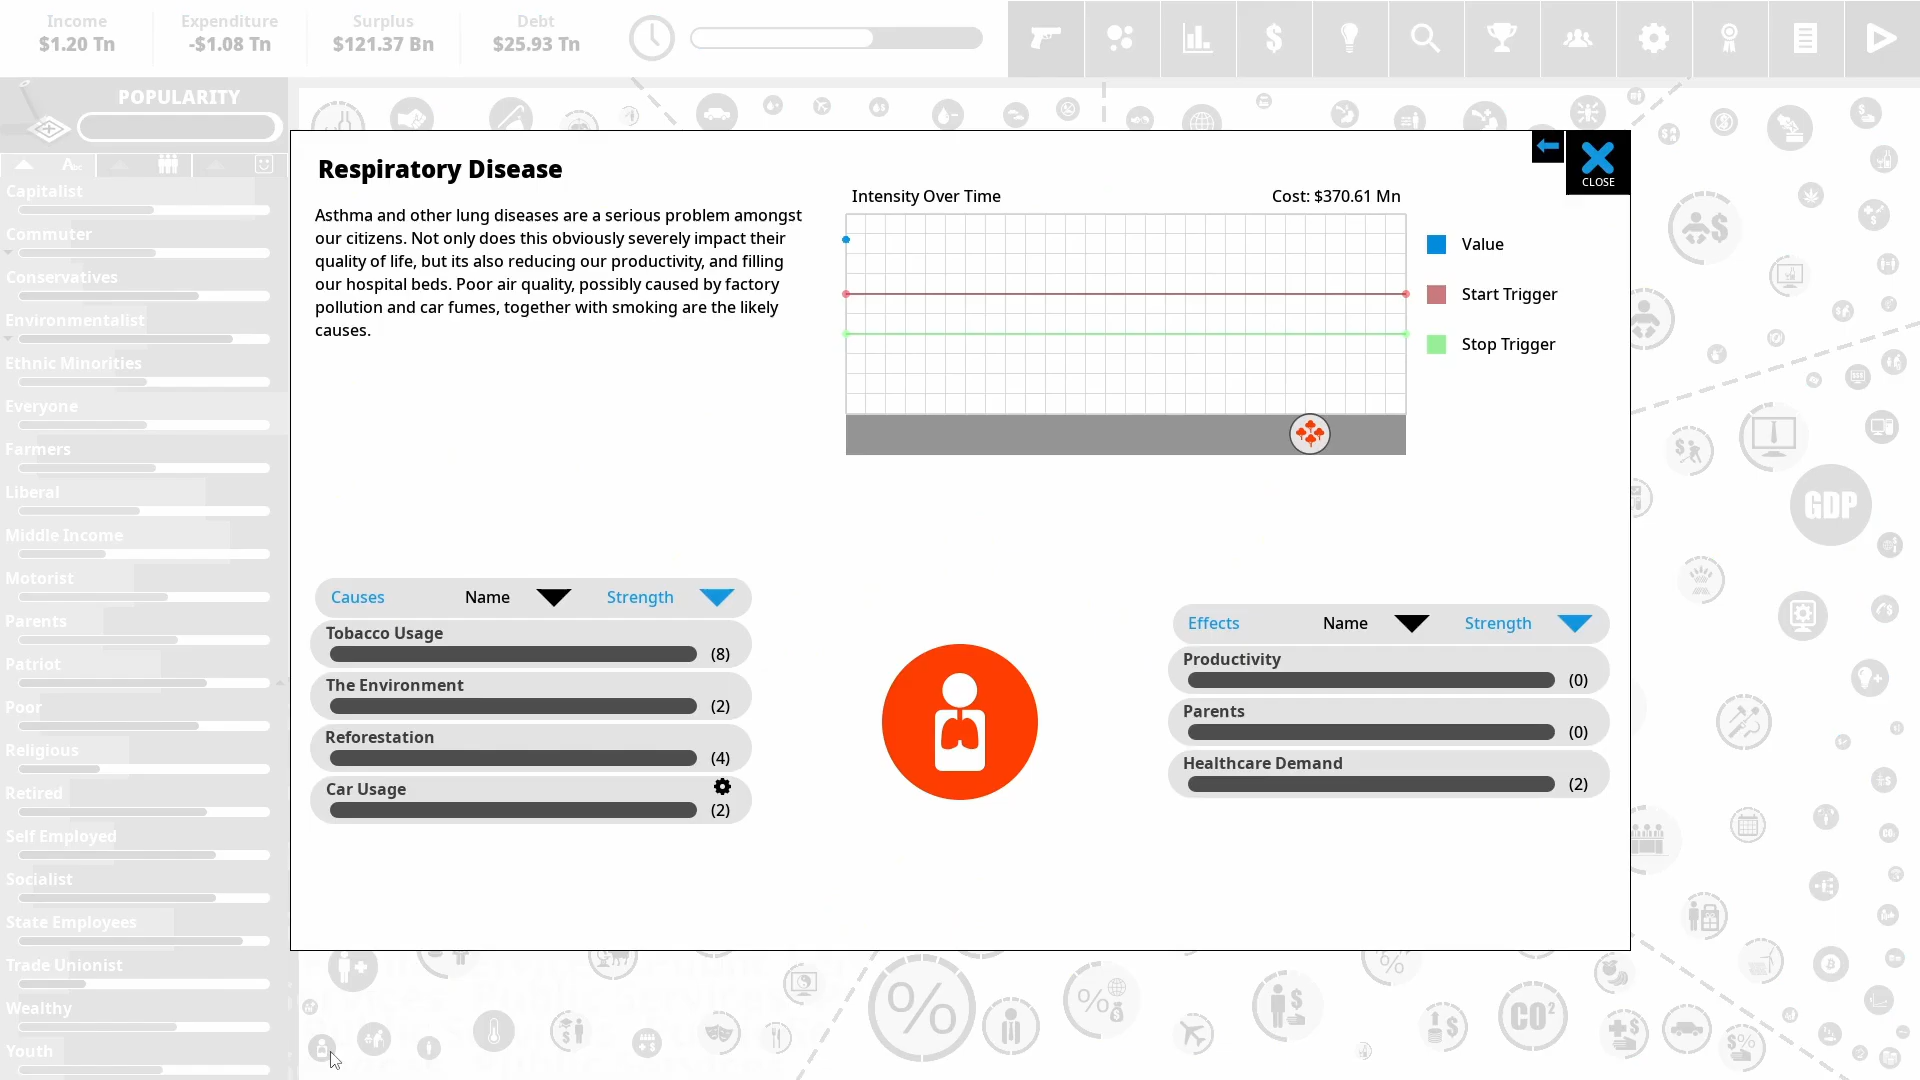 Income
$1.20 Tn
Expenditure
-$1.08 Tn
Surplus
$121.37 Bn
Debt
$25.93 Tn
POPULARITY
Capitalist
Commuter
Conservatives
Environmentalist
Ethnic Minorities
Everyone
Farmers
Liberal
Middle Income
Motorist
Parents
Patriot
Poor
Religious
Retired
Self Employed
Socialist
State Employees
Trade Unionist
Wealthy
Youth
Respiratory Disease
Asthma and other lung diseases are a serious problem amongst
our citizens. Not only does this obviously severely impact their
quality of life, but its also reducing our productivity, and filling
our hospital beds. Poor air quality, possibly caused by factory
pollution and car fumes, together with smoking are the likely
causes.
Intensity Over Time
Cost: $370.61 Mn
CLOSE
Value
Start Trigger
Stop Trigger
Causes Name Strength
Tobacco Usage
(8)
The Environment
(2)
Reforestation
(4)
Car Usage
(2)
Effects Name Strength
Productivity
(0)
Parents
(0)
Healthcare Demand
(2)
GDP
CO²